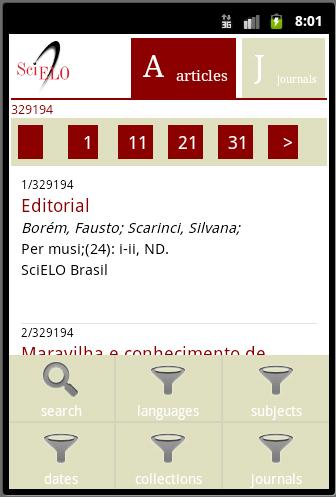 8:01
SciELO
A articles
J journals
329194
1 11 21 31 >
1/329194
Editorial
Borém, Fausto; Scarinci, Silvana;
Per musi;(24): i-ii, ND.
SciELO Brasil
2/329194
Maravilha e conhecimento de
search languages subjects
dates collections journals